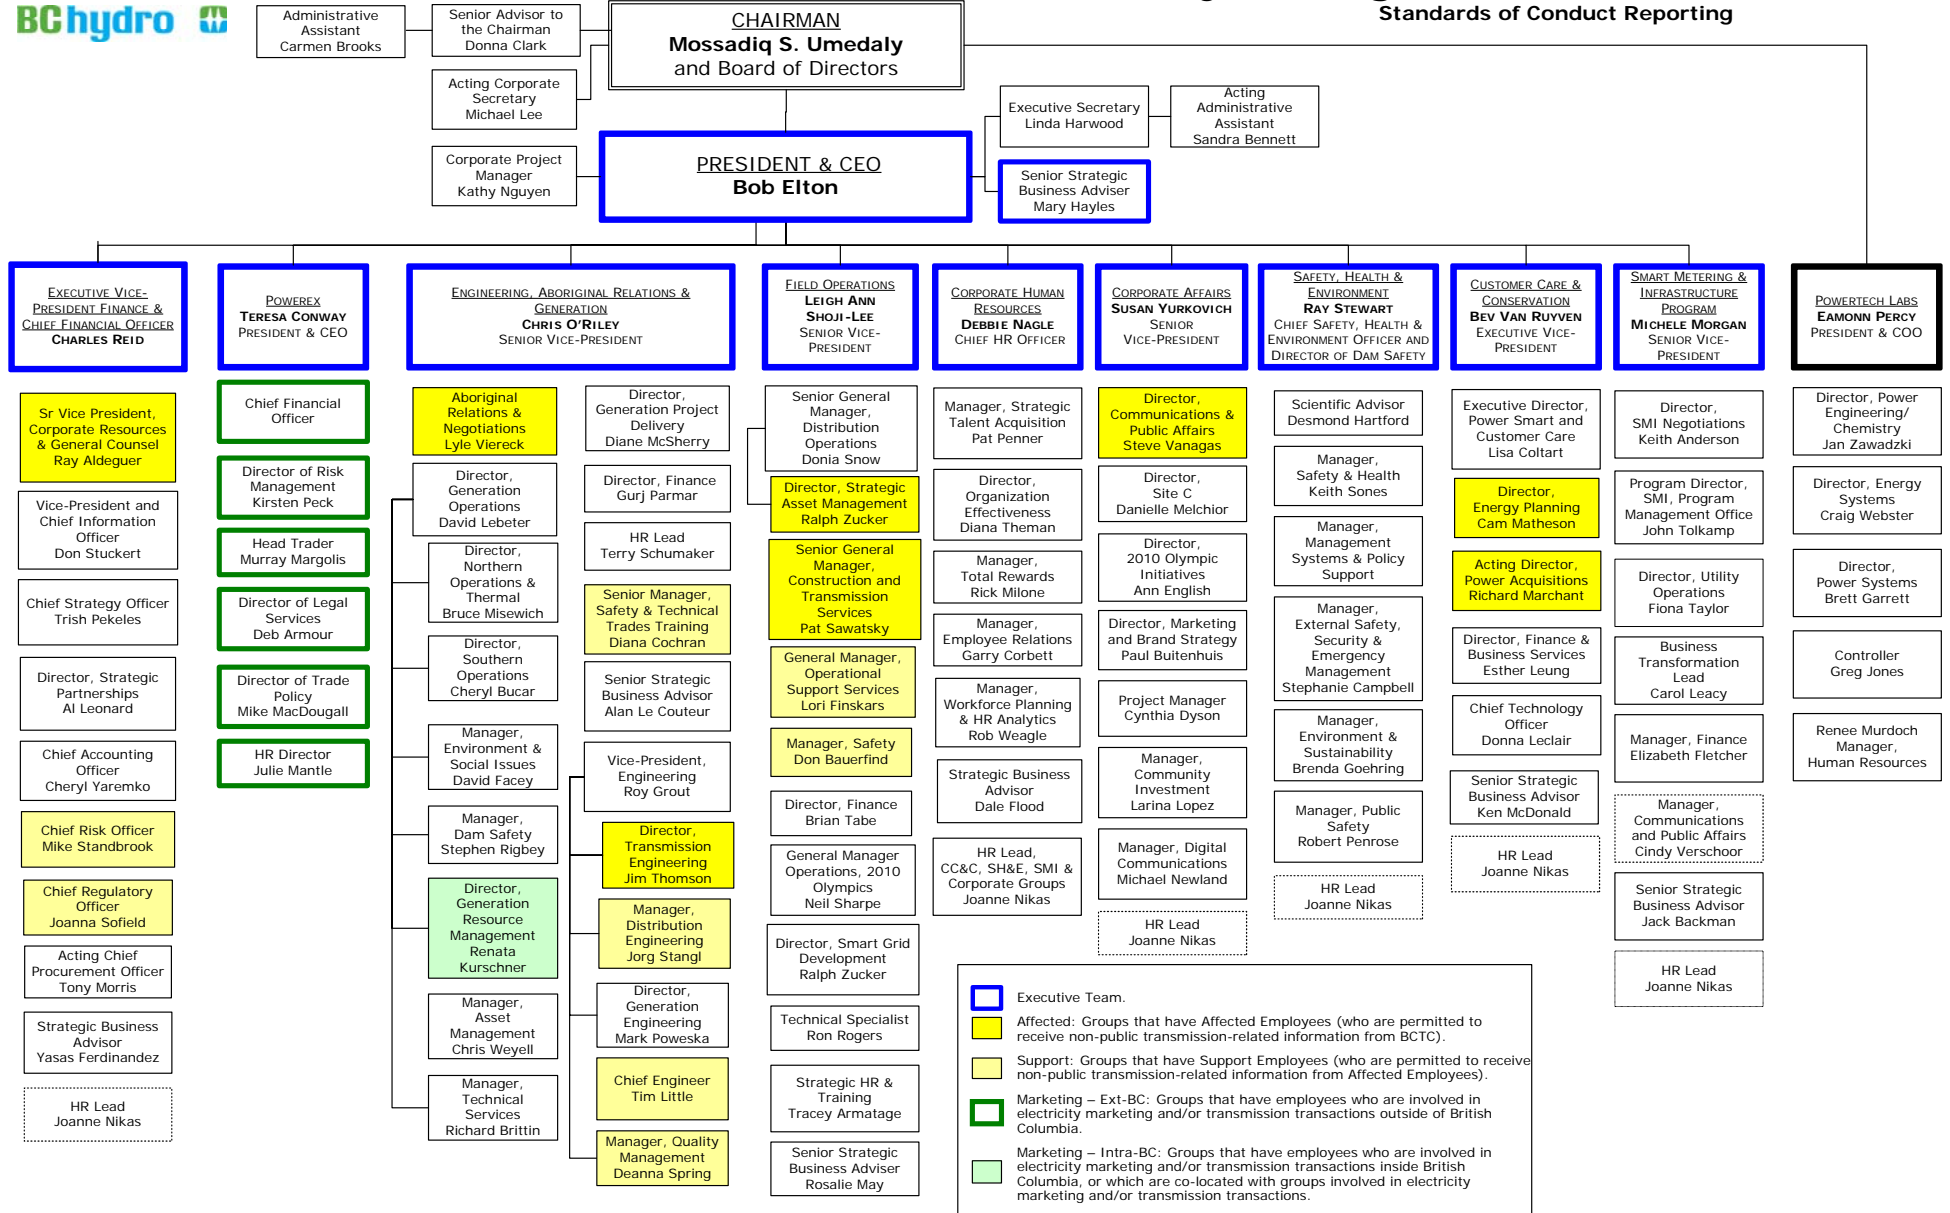 BChydro
Standards of Conduct Reporting
Administrative
Assistant
Carmen Brooks
Senior Advisor to
the Chairman
Donna Clark
CHAIRMAN
Mossadiq S. Umedaly
and Board of Directors
Acting Corporate
Secretary
Michael Lee
Executive Secretary
Linda Harwood
Acting
Administrative
Assistant
Sandra Bennett
Corporate Project
Manager
Kathy Nguyen
PRESIDENT & CEO
Bob Elton
Senior Strategic
Business Adviser
Mary Hayles
EXECUTIVE VICE-
PRESIDENT FINANCE &
CHIEF FINANCIAL OFFICER
CHARLES REID
POWEREX
TERESA CONWAY
PRESIDENT & CEO
ENGINEERING, ABORIGINAL RELATIONS &
GENERATION
CHRIS O'RILEY
SENIOR VICE-PRESIDENT
FIELD OPERATIONS
LEIGH ANN
SHOJI-LEE
SENIOR VICE-
PRESIDENT
CORPORATE HUMAN
RESOURCES
DEBBIE NAGLE
CHIEF HR OFFICER
CORPORATE AFFAIRS
SUSAN YURKOVICH
SENIOR
VICE-PRESIDENT
SAFETY, HEALTH &
ENVIRONMENT
RAY STEWART
CHIEF SAFETY, HEALTH &
ENVIRONMENT OFFICER AND
DIRECTOR OF DAM SAFETY
CUSTOMER CARE &
CONSERVATION
BEV VAN RUYVEN
EXECUTIVE VICE-
PRESIDENT
SMART METERING &
INFRASTRUCTURE
PROGRAM
MICHELE MORGAN
SENIOR VICE-
PRESIDENT
POWERTECH LABS
EAMONN PERCY
PRESIDENT & COO
Sr Vice President,
Corporate Resources
& General Counsel
Ray Aldeguer
Vice-President and
Chief Information
Officer
Don Stuckert
Chief Strategy Officer
Trish Pekeles
Director, Strategic
Partnerships
Al Leonard
Chief Accounting
Officer
Cheryl Yaremko
Chief Risk Officer
Mike Standbrook
Chief Regulatory
Officer
Joanna Sofield
Acting Chief
Procurement Officer
Tony Morris
Strategic Business
Advisor
Yasas Ferdinandez
HR Lead
Joanne Nikas
Chief Financial
Officer
Director of Risk
Management
Kirsten Peck
Head Trader
Murray Margolis
Director of Legal
Services
Deb Armour
Director of Trade
Policy
Mike MacDougall
HR Director
Julie Mantle
Aboriginal
Relations &
Negotiations
Lyle Viereck
Director,
Generation
Operations
David Lebeter
Director,
Northern
Operations &
Thermal
Bruce Misewich
Director,
Southern
Operations
Cheryl Bucar
Manager,
Environment &
Social Issues
David Facey
Manager,
Dam Safety
Stephen Rigbey
Director,
Generation
Resource
Management
Renata
Kurschner
Manager,
Asset
Management
Chris Weyell
Manager,
Technical
Services
Richard Brittin
Director,
Generation Project
Delivery
Diane McSherry
Director, Finance
Gurj Parmar
HR Lead
Terry Schumaker
Senior Manager,
Safety & Technical
Trades Training
Diana Cochran
Senior Strategic
Business Advisor
Alan Le Couteur
Vice-President,
Engineering
Roy Grout
Director,
Transmission
Engineering
Jim Thomson
Manager,
Distribution
Engineering
Jorg Stangl
Director,
Generation
Engineering
Mark Poweska
Chief Engineer
Tim Little
Manager, Quality
Management
Deanna Spring
Senior General
Manager,
Distribution
Operations
Donia Snow
Director, Strategic
Asset Management
Ralph Zucker
Senior General
Manager,
Construction and
Transmission
Services
Pat Sawatsky
General Manager,
Operational
Support Services
Lori Finskars
Manager, Safety
Don Bauerfind
Director, Finance
Brian Tabe
General Manager
Operations, 2010
Olympics
Neil Sharpe
Director, Smart Grid
Development
Ralph Zucker
Technical Specialist
Ron Rogers
Strategic HR &
Training
Tracey Armatage
Senior Strategic
Business Adviser
Rosalie May
Manager, Strategic
Talent Acquisition
Pat Penner
Director,
Organization
Effectiveness
Diana Theman
Manager,
Total Rewards
Rick Milone
Manager,
Employee Relations
Garry Corbett
Manager,
Workforce Planning
& HR Analytics
Rob Weagle
Strategic Business
Advisor
Dale Flood
HR Lead,
CC&C, SH&E, SMI &
Corporate Groups
Joanne Nikas
Director,
Communications &
Public Affairs
Steve Vanagas
Director,
Site C
Danielle Melchior
Director,
2010 Olympic
Initiatives
Ann English
Director, Marketing
and Brand Strategy
Paul Buitenhuis
Project Manager
Cynthia Dyson
Manager,
Community
Investment
Larina Lopez
Manager, Digital
Communications
Michael Newland
HR Lead
Joanne Nikas
Scientific Advisor
Desmond Hartford
Manager,
Safety & Health
Keith Sones
Manager,
Management
Systems & Policy
Support
Manager,
External Safety,
Security &
Emergency
Management
Stephanie Campbell
Manager,
Environment &
Sustainability
Brenda Goehring
Manager, Public
Safety
Robert Penrose
HR Lead
Joanne Nikas
Executive Director,
Power Smart and
Customer Care
Lisa Coltart
Director,
Energy Planning
Cam Matheson
Acting Director,
Power Acquisitions
Richard Marchant
Director, Finance &
Business Services
Esther Leung
Chief Technology
Officer
Donna Leclair
Senior Strategic
Business Advisor
Ken McDonald
HR Lead
Joanne Nikas
Director,
SMI Negotiations
Keith Anderson
Program Director,
SMI, Program
Management Office
John Tolkamp
Director, Utility
Operations
Fiona Taylor
Business
Transformation
Lead
Carol Leacy
Manager, Finance
Elizabeth Fletcher
Manager,
Communications
and Public Affairs
Cindy Verschoor
Senior Strategic
Business Advisor
Jack Backman
HR Lead
Joanne Nikas
Director, Power
Engineering/
Chemistry
Jan Zawadzki
Director, Energy
Systems
Craig Webster
Director,
Power Systems
Brett Garrett
Controller
Greg Jones
Renee Murdoch
Manager,
Human Resources
Executive Team.
Affected: Groups that have Affected Employees (who are permitted to
receive non-public transmission-related information from BCTC).
Support: Groups that have Support Employees (who are permitted to receive
non-public transmission-related information from Affected Employees).
Marketing – Ext-BC: Groups that have employees who are involved in
electricity marketing and/or transmission transactions outside of British
Columbia.
Marketing – Intra-BC: Groups that have employees who are involved in
electricity marketing and/or transmission transactions inside British
Columbia, or which are co-located with groups involved in electricity
marketing and/or transmission transactions.